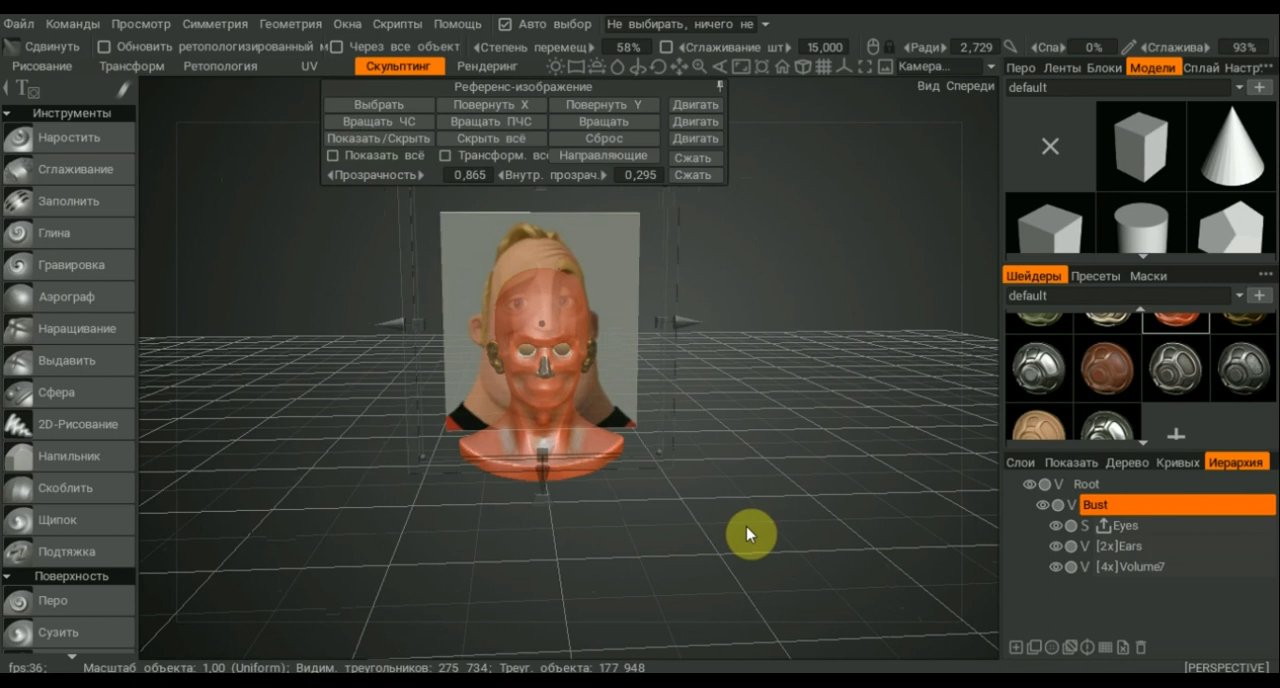 Файл Команды Просмотр Симметрия Геометрия Окна Скрипты Помощь Авто выбор Не выбирать, ничего не
Сдвинуть Обновить ретопологизированный м Через все объект Степень перемещ 58% Сглаживание шт 15,000 Ради 2,729 Спа 0% Сглажива 93%
Рисование Трансформ Ретопология UV Скульптинг Рендеринг Камера... Перо Ленты Блоки Модели Сплай Настр
default
Вид Спереди
Референс-изображение
Выбрать Повернуть X Повернуть Y Двигать
Вращать ЧС Вращать ПЧС Вращать Двигать
Показать/Скрыть Скрыть всё Сброс Двигать
Показать всё Трансформ. всё Направляющие Сжать
Прозрачность 0,865 Внутр. прозрач. 0,295 Сжать
Инструменты
Наростить
Сглаживание
Заполнить
Глина
Гравировка
Аэрограф
Наращивание
Выдавить
Сфера
2D-Рисование
Напильник
Скоблить
Щипок
Подтяжка
Поверхность
Перо
Сузить
Шейдеры Пресеты Маски
default
Слои Показать Дерево Кривых Иерархия
V Root
V Bust
S Eyes
V [2x]Ears
V [4x]Volume7
fps:36; Масштаб объекта: 1,00 (Uniform); Видим. треугольников: 275 734; Треуг. объекта: 177 948 [PERSPECTIVE]